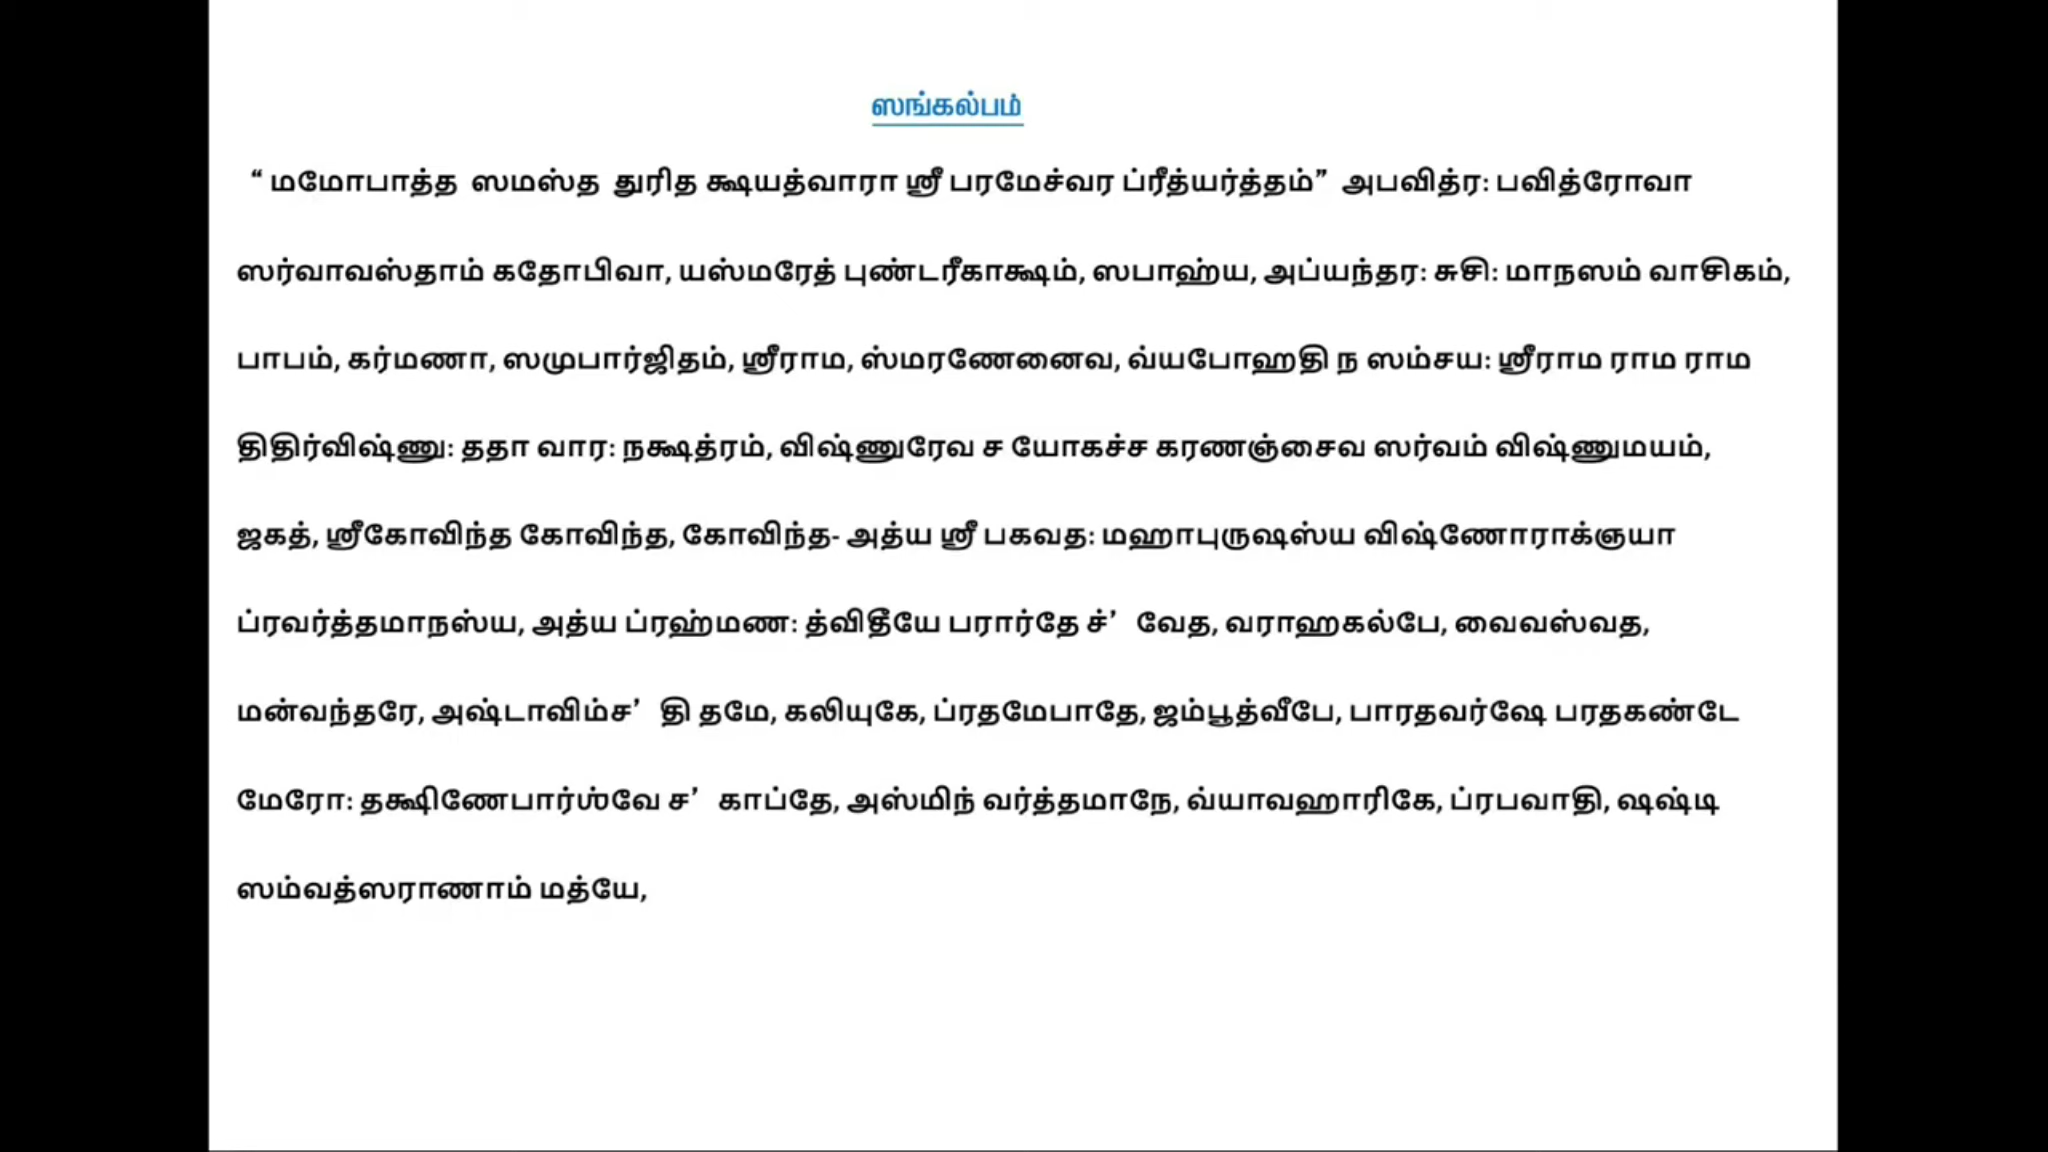 ஸங்கல்பம்
“ மமோபாத்த ஸமஸ்த துரித க்ஷயத்வாரா ஸ்ரீ பரமேச்வர ப்ரீத்யர்த்தம்” அபவித்ர: பவித்ரோவா
ஸர்வாவஸ்தாம் கதோபிவா, யஸ்மரேத் புண்டரீகாக்ஷம், ஸபாஹ்ய, அப்யந்தர: சுசி: மாநஸம் வாசிகம்,
பாபம், கர்மணா, ஸமுபார்ஜிதம், ஸ்ரீராம, ஸ்மரணேனைவ, வ்யபோஹதி ந ஸம்சய: ஸ்ரீராம ராம ராம
திதிர்விஷ்ணு: ததா வார: நக்ஷத்ரம், விஷ்ணுரேவ ச யோகச்ச கரணஞ்சைவ ஸர்வம் விஷ்ணுமயம்,
ஜகத், ஸ்ரீகோவிந்த கோவிந்த, கோவிந்த- அத்ய ஸ்ரீ பகவத: மஹாபுருஷஸ்ய விஷ்ணோராக்ஞயா
ப்ரவர்த்தமாநஸ்ய, அத்ய ப்ரஹ்மண: த்விதீயே பரார்தே ச்’ வேத, வராஹகல்பே, வைவஸ்வத,
மன்வந்தரே, அஷ்டாவிம்ச’ தி தமே, கலியுகே, ப்ரதமேபாதே, ஜம்பூத்வீபே, பாரதவர்ஷே பரதகண்டே
மேரோ: தக்ஷிணேபார்ஶ்வே ச’ காப்தே, அஸ்மிந் வர்த்தமாநே, வ்யாவஹாரிகே, ப்ரபவாதி, ஷஷ்டி
ஸம்வத்ஸராணாம் மத்யே,